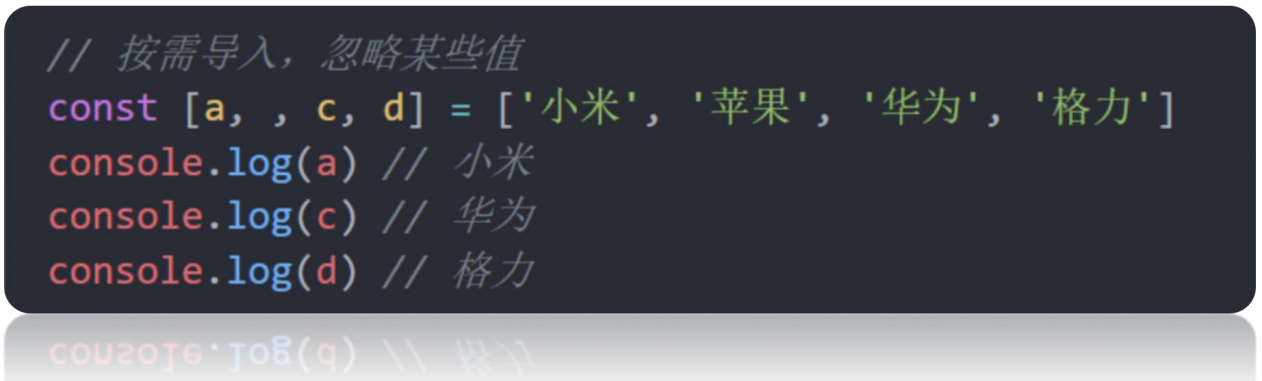 // 按需导入，忽略某些值
const [a, , c, d] = ['小米', '苹果', '华为', '格力']
console.log(a) // 小米
console.log(c) // 华为
console.log(d) // 格力